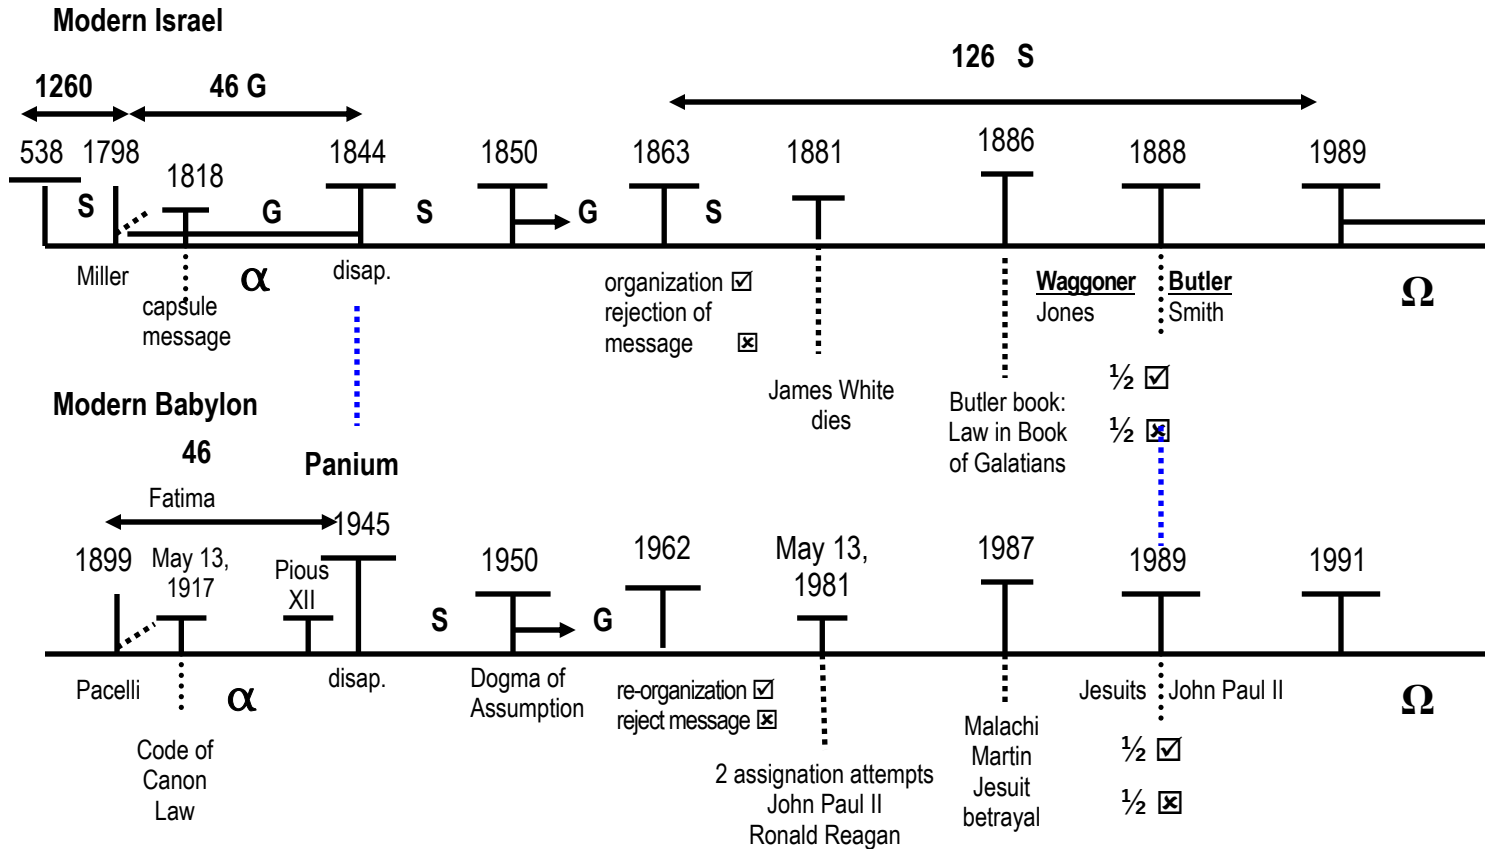 Modern Israel
126 S
1260
46 G
538
1798
1818
1844
1850
1863
1881
1886
1888
1989
S
G
S
G
S
Miller
α
disap.
capsule
message
organization ☑
rejection of
message ☒
James White
dies
Butler book:
Law in Book
of Galatians
Waggoner
Jones
Butler
Smith
Ω
½ ☑
½ ☒
Modern Babylon
46
Fatima
Panium
1899
May 13,
1917
Pious
XII
1945
1950
1962
May 13,
1981
1987
1989
1991
S
G
Pacelli
α
disap.
Dogma of
Assumption
re-organization ☑
reject message ☒
Jesuits
John Paul II
Ω
Code of
Canon
Law
2 assignation attempts
John Paul II
Ronald Reagan
Malachi
Martin
Jesuit
betrayal
½ ☑
½ ☒